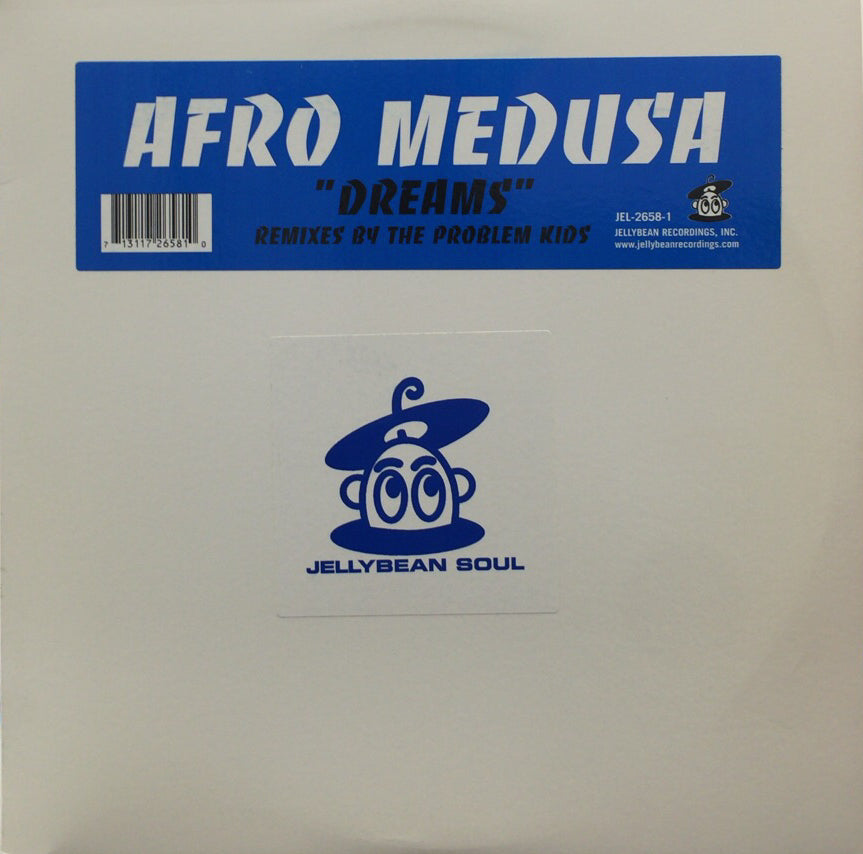 AFRO MEDUSA
"DREAMS"
REMIXES BY THE PROBLEM KIDS
7 13117 26581 0
JEL-2658-1
JELLYBEAN RECORDINGS, INC.
www.jellybeanrecordings.com
JELLYBEAN SOUL